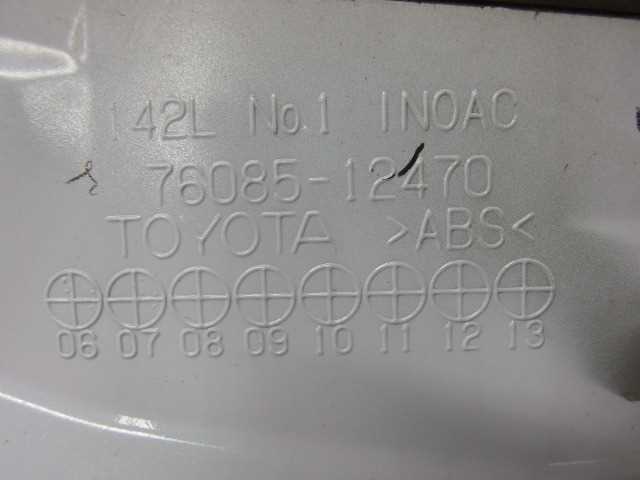 142L No.1 INOAC
76085-12470
TOYOTA >ABS<
06 07 08 09 10 11 12 13